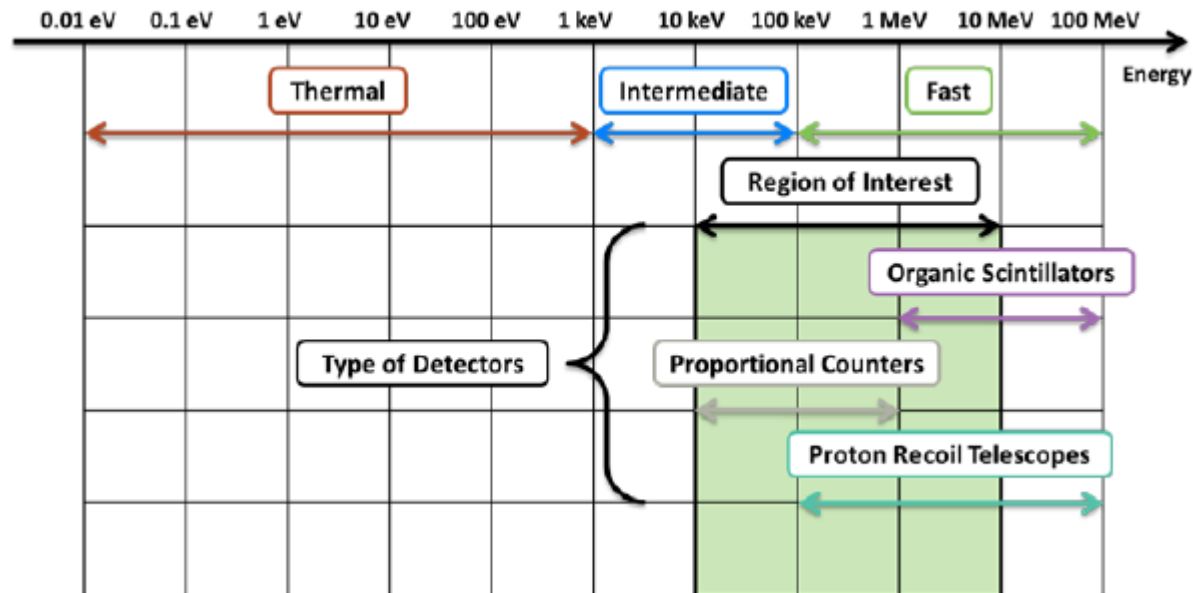 0.01 eV 0.1 eV 1 eV 10 eV 100 eV 1 keV 10 keV 100 keV 1 MeV 10 MeV 100 MeV
Energy
Thermal Intermediate Fast
Region of Interest
Organic Scintillators
Type of Detectors Proportional Counters
Proton Recoil Telescopes